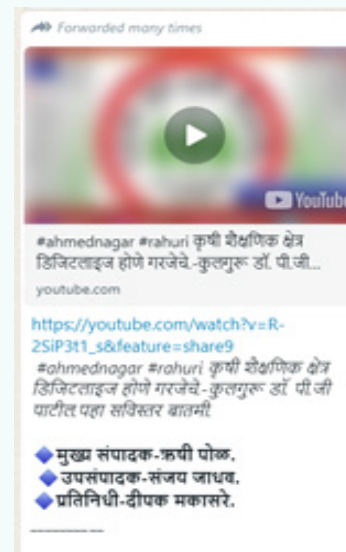 Forwarded many times
YouTube
#ahmednagar #rahuri कृषी शैक्षणिक क्षेत्र
डिजिटलाइज होणे गरजेचे.-कुलगुरू डॉ. पी.जी...
youtube.com
https://youtube.com/watch?v=R-
2SiP3t1_s&feature=share9
#ahmednagar #rahuri कृषी शैक्षणिक क्षेत्र
डिजिटलाइज होणे गरजेचे.-कुलगुरू डॉ. पी.जी
पाटील पहा सविस्तर बातमी.
🔷मुख्य संपादक-ऋषी पोळ.
🔷उपसंपादक-संजय जाधव.
🔷प्रतिनिधी-दीपक मकासरे.